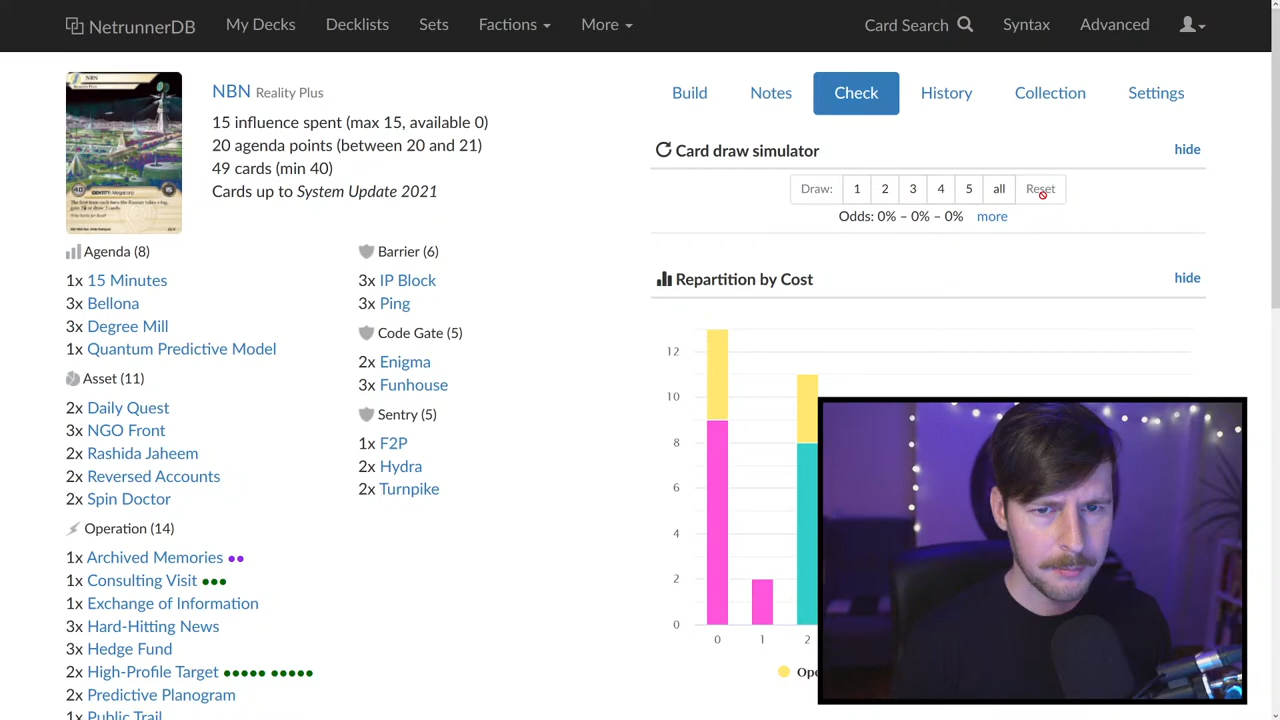 NetrunnerDB My Decks Decklists Sets Factions More Card Search Syntax Advanced
NBN Reality Plus
15 influence spent (max 15, available 0)
20 agenda points (between 20 and 21)
49 cards (min 40)
Cards up to System Update 2021
Agenda (8)
1x 15 Minutes
3x Bellona
3x Degree Mill
1x Quantum Predictive Model
Asset (11)
2x Daily Quest
3x NGO Front
2x Rashida Jaheem
2x Reversed Accounts
2x Spin Doctor
Operation (14)
1x Archived Memories
1x Consulting Visit
1x Exchange of Information
3x Hard-Hitting News
3x Hedge Fund
2x High-Profile Target
2x Predictive Planogram
1x Public Trail
Barrier (6)
3x IP Block
3x Ping
Code Gate (5)
2x Enigma
3x Funhouse
Sentry (5)
1x F2P
2x Hydra
2x Turnpike
Build Notes Check History Collection Settings
Card draw simulator hide
Draw: 1 2 3 4 5 all Reset
Odds: 0% – 0% – 0% more
Repartition by Cost hide
12
10
8
6
4
2
0
0 1 2